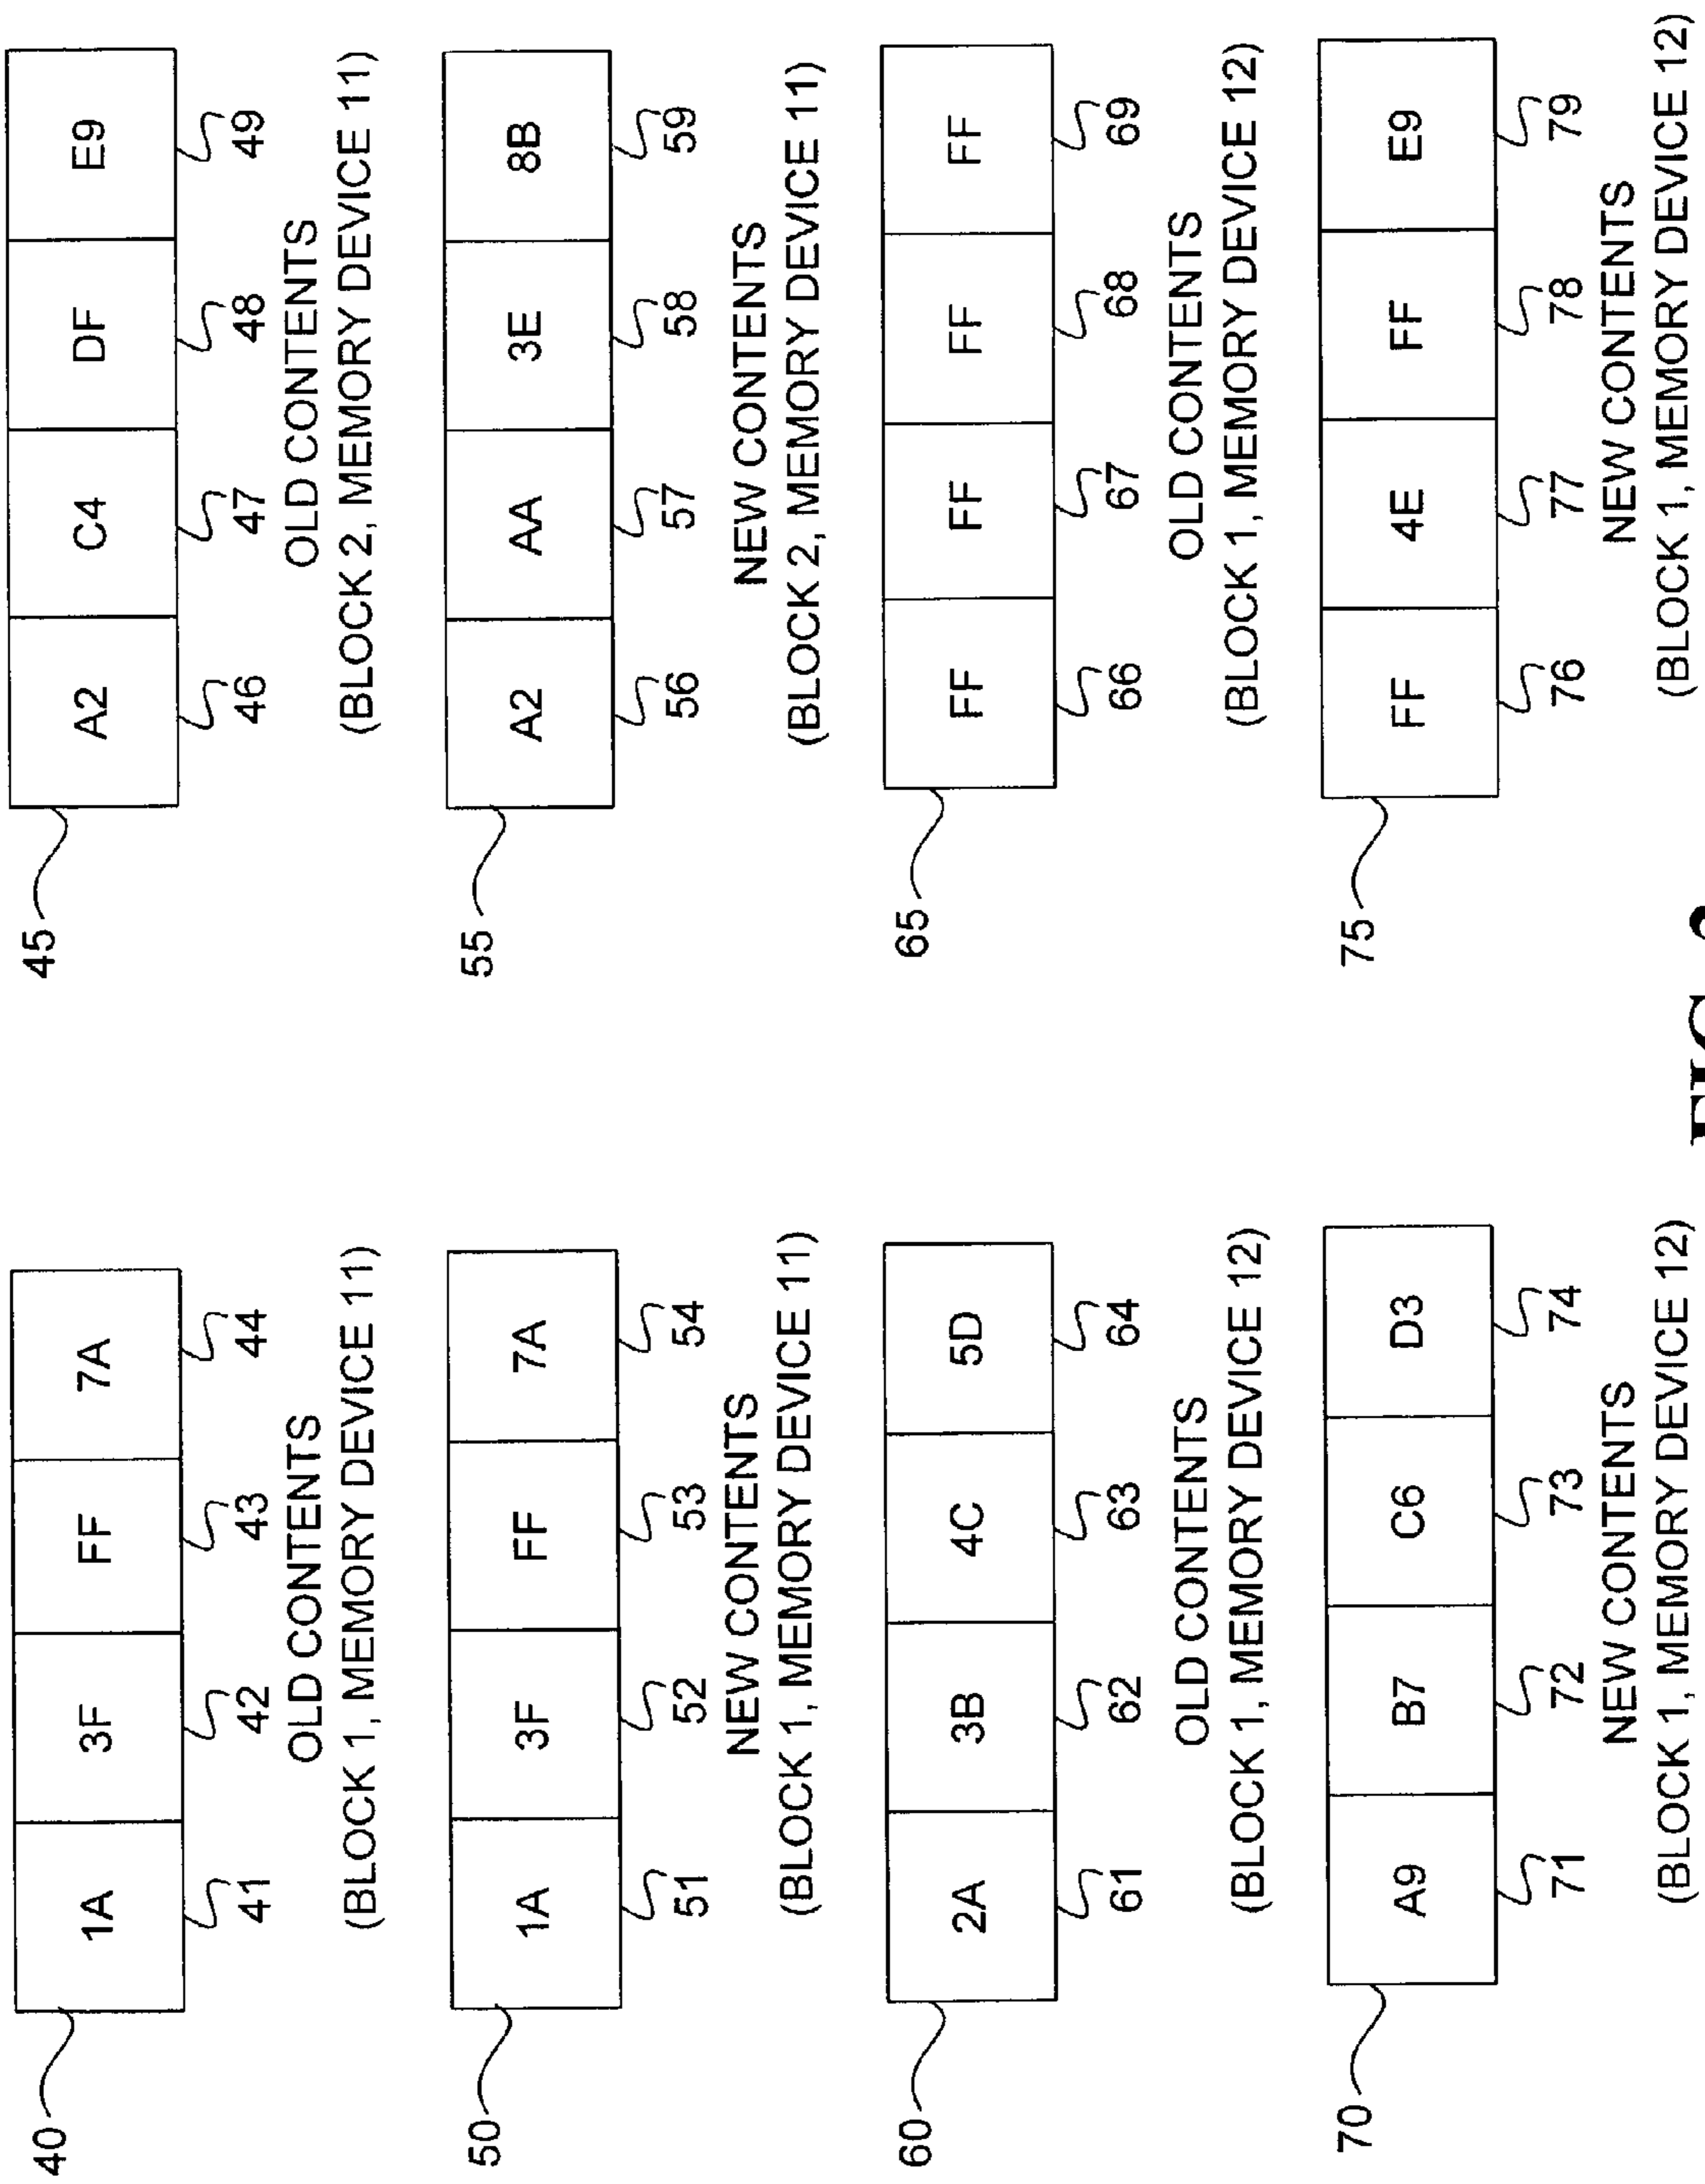 40
1A 3F FF 7A
41 42 43 44
OLD CONTENTS
(BLOCK 1, MEMORY DEVICE 11)
45
A2 C4 DF E9
46 47 48 49
OLD CONTENTS
(BLOCK 2, MEMORY DEVICE 11)
50
1A 3F FF 7A
51 52 53 54
NEW CONTENTS
(BLOCK 1, MEMORY DEVICE 11)
55
A2 AA 3E 8B
56 57 58 59
NEW CONTENTS
(BLOCK 2, MEMORY DEVICE 11)
60
2A 3B 4C 5D
61 62 63 64
OLD CONTENTS
(BLOCK 1, MEMORY DEVICE 12)
65
FF FF FF FF
66 67 68 69
OLD CONTENTS
(BLOCK 1, MEMORY DEVICE 12)
70
A9 B7 C6 D3
71 72 73 74
NEW CONTENTS
(BLOCK 1, MEMORY DEVICE 12)
75
FF 4E FF E9
76 77 78 79
NEW CONTENTS
(BLOCK 1, MEMORY DEVICE 12)
FIG.